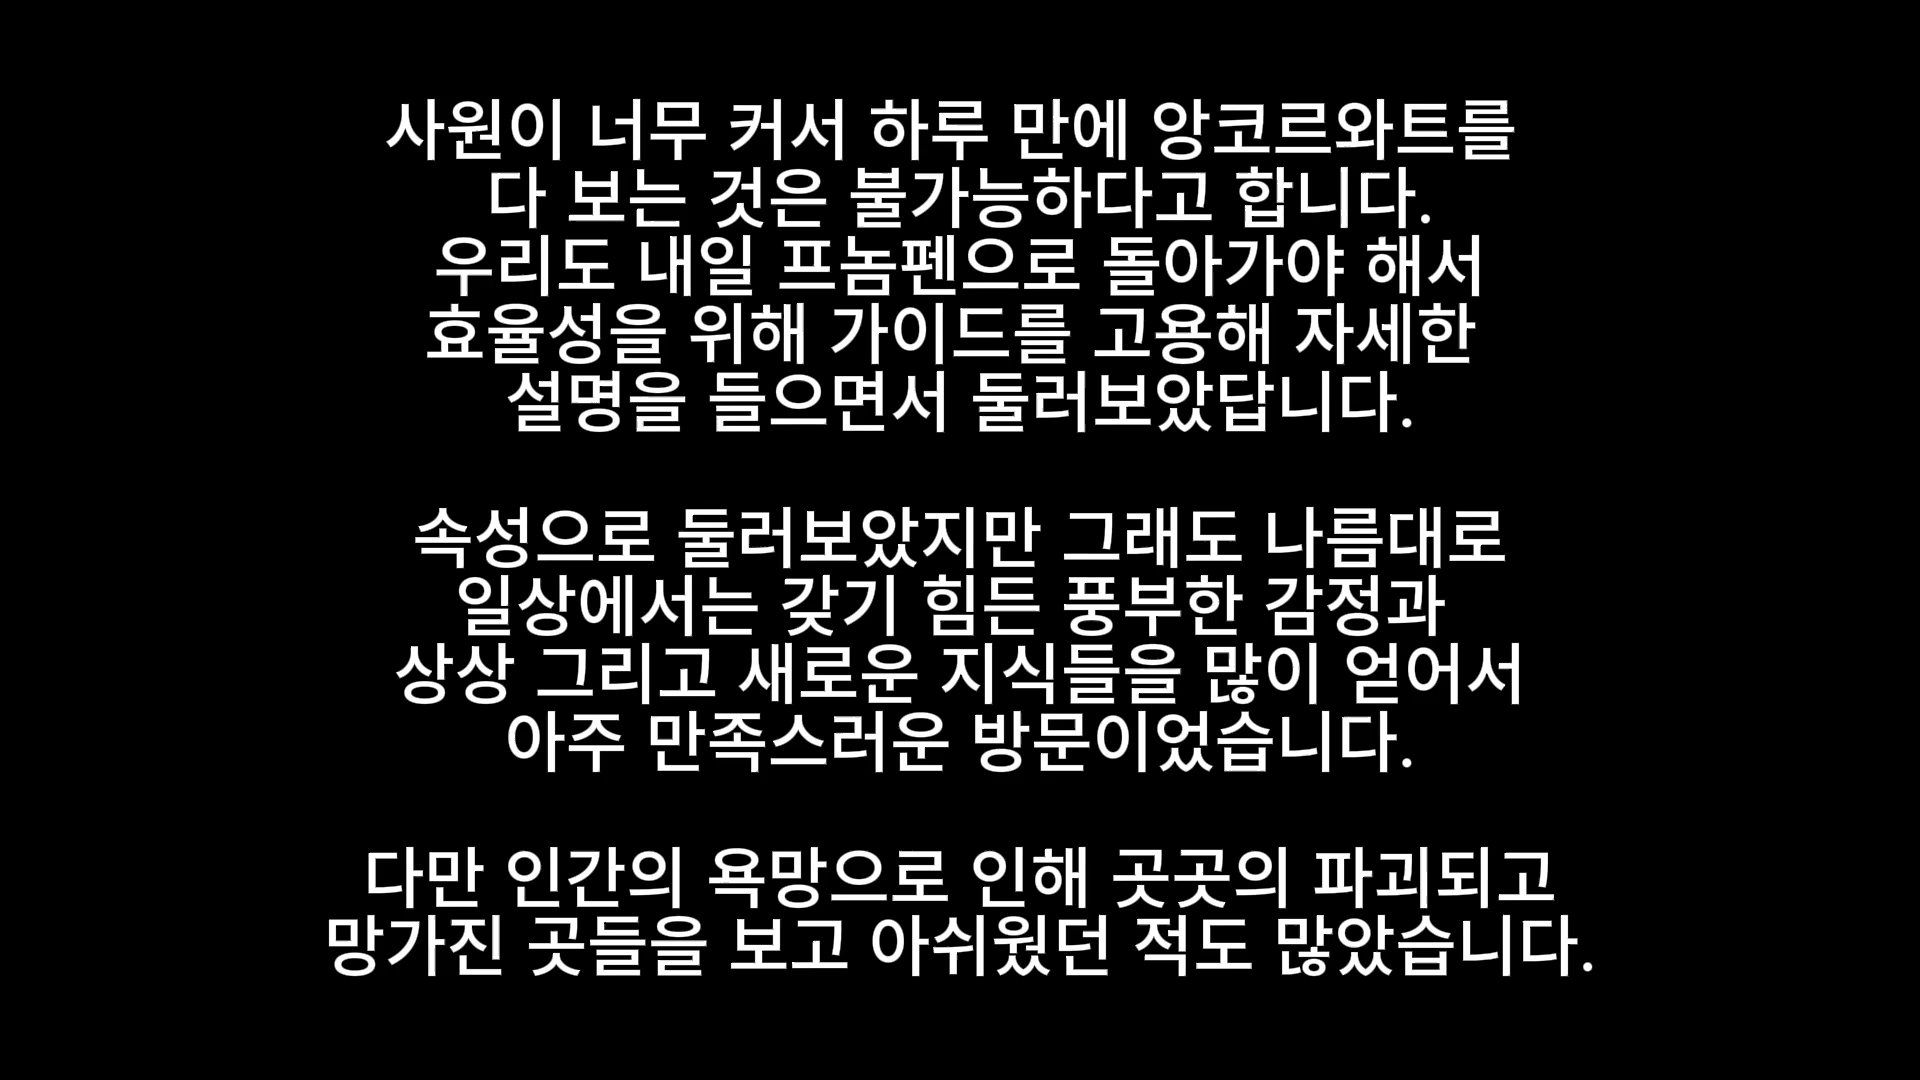 사원이 너무 커서 하루 만에 앙코르와트를
다 보는 것은 불가능하다고 합니다.
우리도 내일 프놈펜으로 돌아가야 해서
효율성을 위해 가이드를 고용해 자세한
설명을 들으면서 둘러보았답니다.
속성으로 둘러보았지만 그래도 나름대로
일상에서는 갖기 힘든 풍부한 감정과
상상 그리고 새로운 지식들을 많이 얻어서
아주 만족스러운 방문이었습니다.
다만 인간의 욕망으로 인해 곳곳의 파괴되고
망가진 곳들을 보고 아쉬웠던 적도 많았습니다.